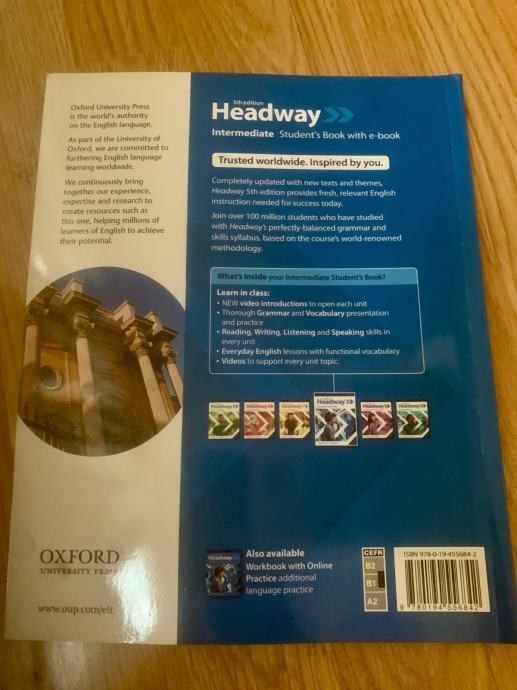 Oxford University Press
is the world's authority
on the English language.
As part of the University of
Oxford, we are committed to
furthering English language
learning worldwide.
We continuously bring
together our experience,
expertise and research to
create resources such as
this one, helping millions of
learners of English to achieve
their potential.
OXFORD
UNIVERSITY PRESS
www.oup.com/elt
5th edition
Headway
Intermediate Student's Book with e-book
Trusted worldwide. Inspired by you.
Completely updated with new texts and themes,
Headway 5th edition provides fresh, relevant English
instruction needed for success today.
Join over 100 million students who have studied
with Headway's perfectly-balanced grammar and
skills syllabus, based on the course's world-renowned
methodology.
What's inside your Intermediate Student's Book?
Learn in class:
• NEW video introductions to open each unit
• Thorough Grammar and Vocabulary presentation
and practice
• Reading, Writing, Listening and Speaking skills in
every unit
• Everyday English lessons with functional vocabulary
• Videos to support every unit topic.
Headway
Headway
Headway
Headway
Headway
Headway
Also available
Workbook with Online
Practice additional
language practice
CEFR
B2
B1
A2
ISBN 978-0-19-455684-2
9 780194 556842